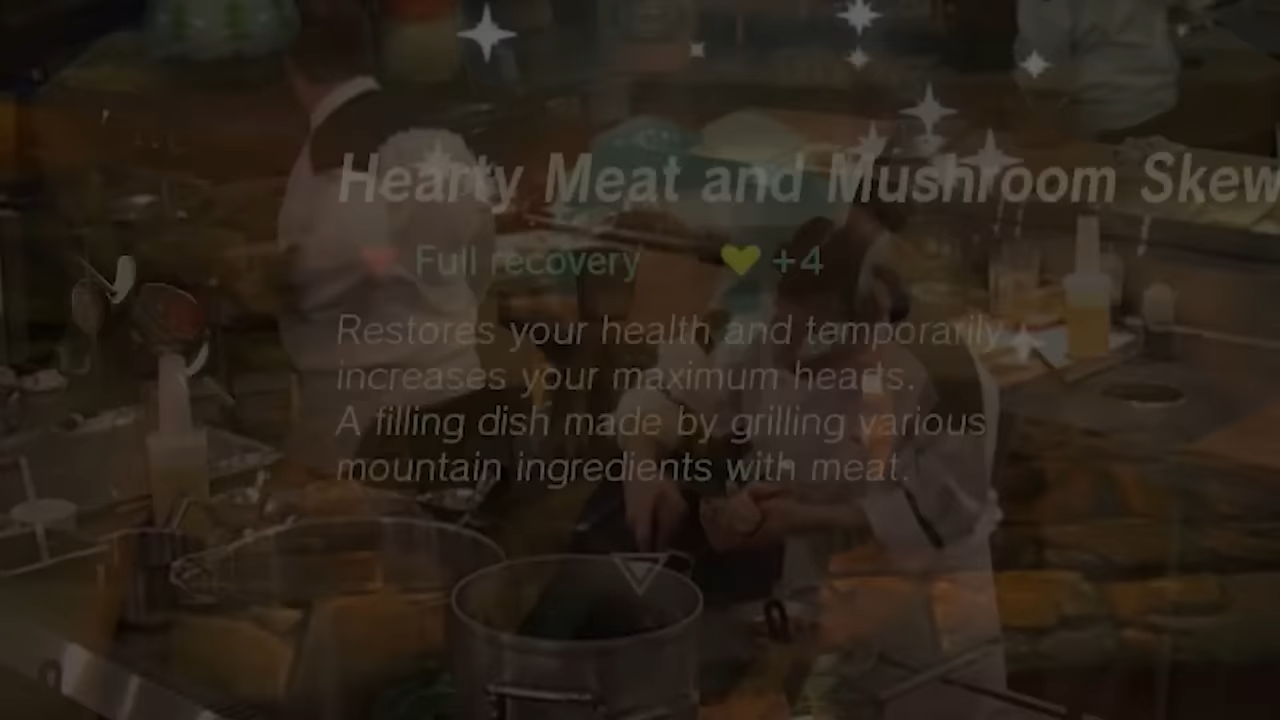 Hearty Meat and Mushroom Skew
Full recovery +4
Restores your health and temporarily
increases your maximum hearts.
A filling dish made by grilling various
mountain ingredients with meat.